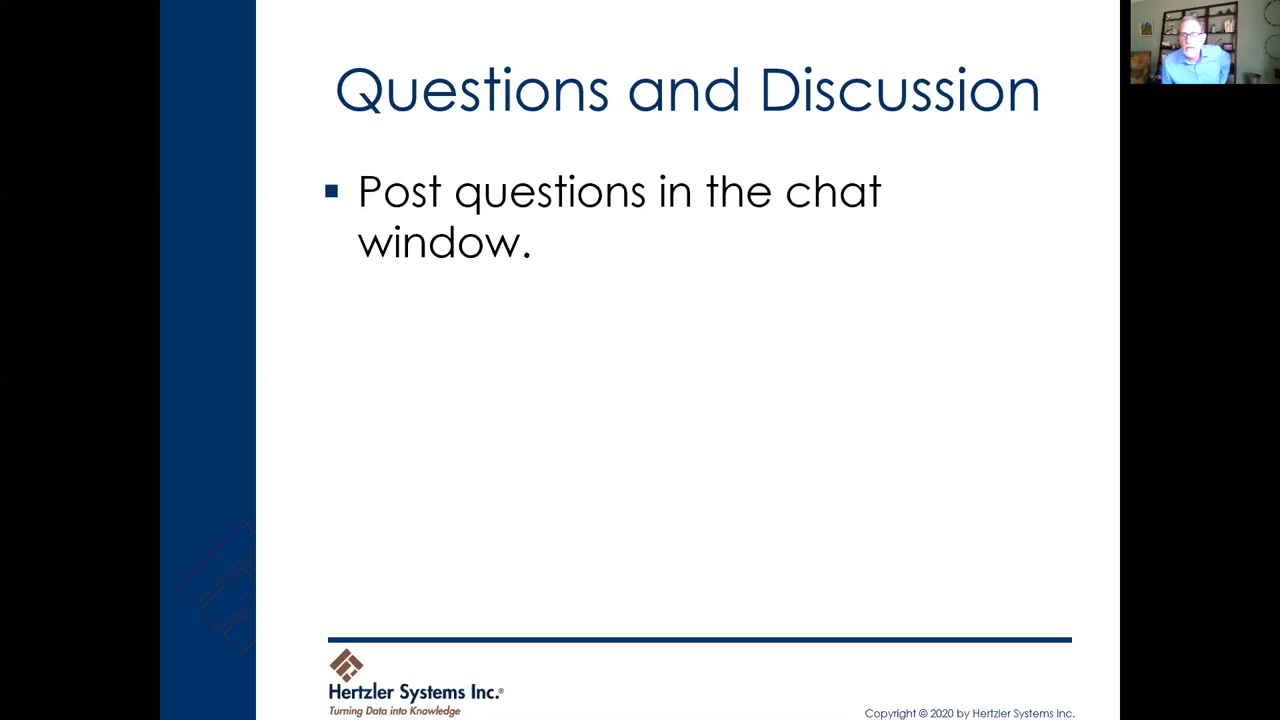 Questions and Discussion
▪ Post questions in the chat
window.
Hertzler Systems Inc.®
Turning Data into Knowledge
Copyright © 2020 by Hertzler Systems Inc.